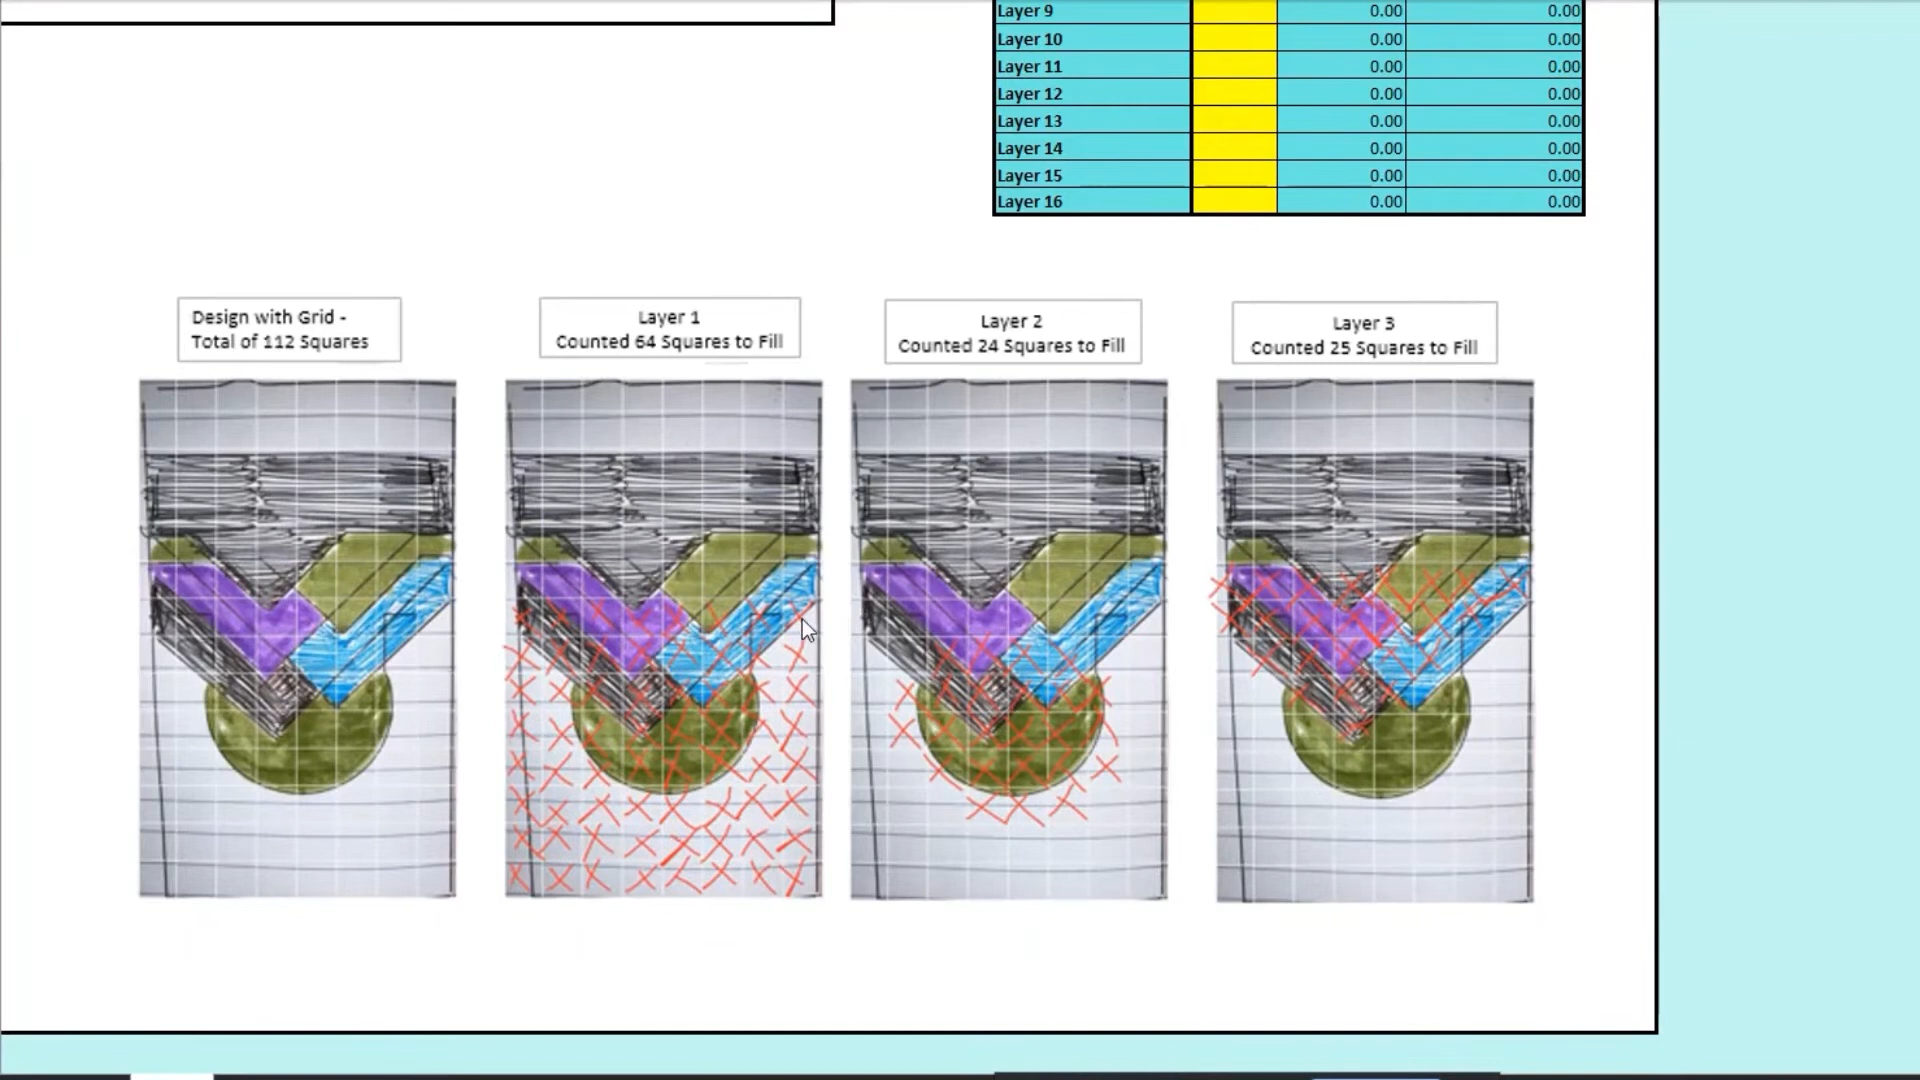 Layer 9 0.00 0.00
Layer 10 0.00 0.00
Layer 11 0.00 0.00
Layer 12 0.00 0.00
Layer 13 0.00 0.00
Layer 14 0.00 0.00
Layer 15 0.00 0.00
Layer 16 0.00 0.00
Design with Grid -
Total of 112 Squares
Layer 1
Counted 64 Squares to Fill
Layer 2
Counted 24 Squares to Fill
Layer 3
Counted 25 Squares to Fill